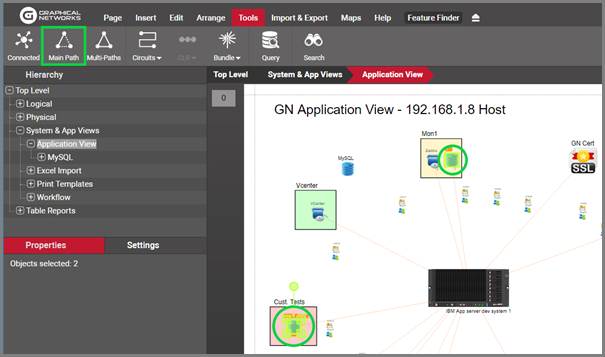 GRAPHICAL
NETWORKS
Page Insert Edit Arrange Tools Import & Export Maps Help Feature Finder
Connected Main Path Multi-Paths Circuits Bundle Query Search
Hierarchy
Top Level System & App Views Application View
Top Level
0
Logical
Physical
System & App Views
Application View
MySQL
Excel Import
Print Templates
Workflow
Table Reports
Properties Settings
Objects selected: 2
GN Application View - 192.168.1.8 Host
Mon1
GN Cert
SSL
MySQL
Vcenter
IBM App server dev system 1
Cust. Tests